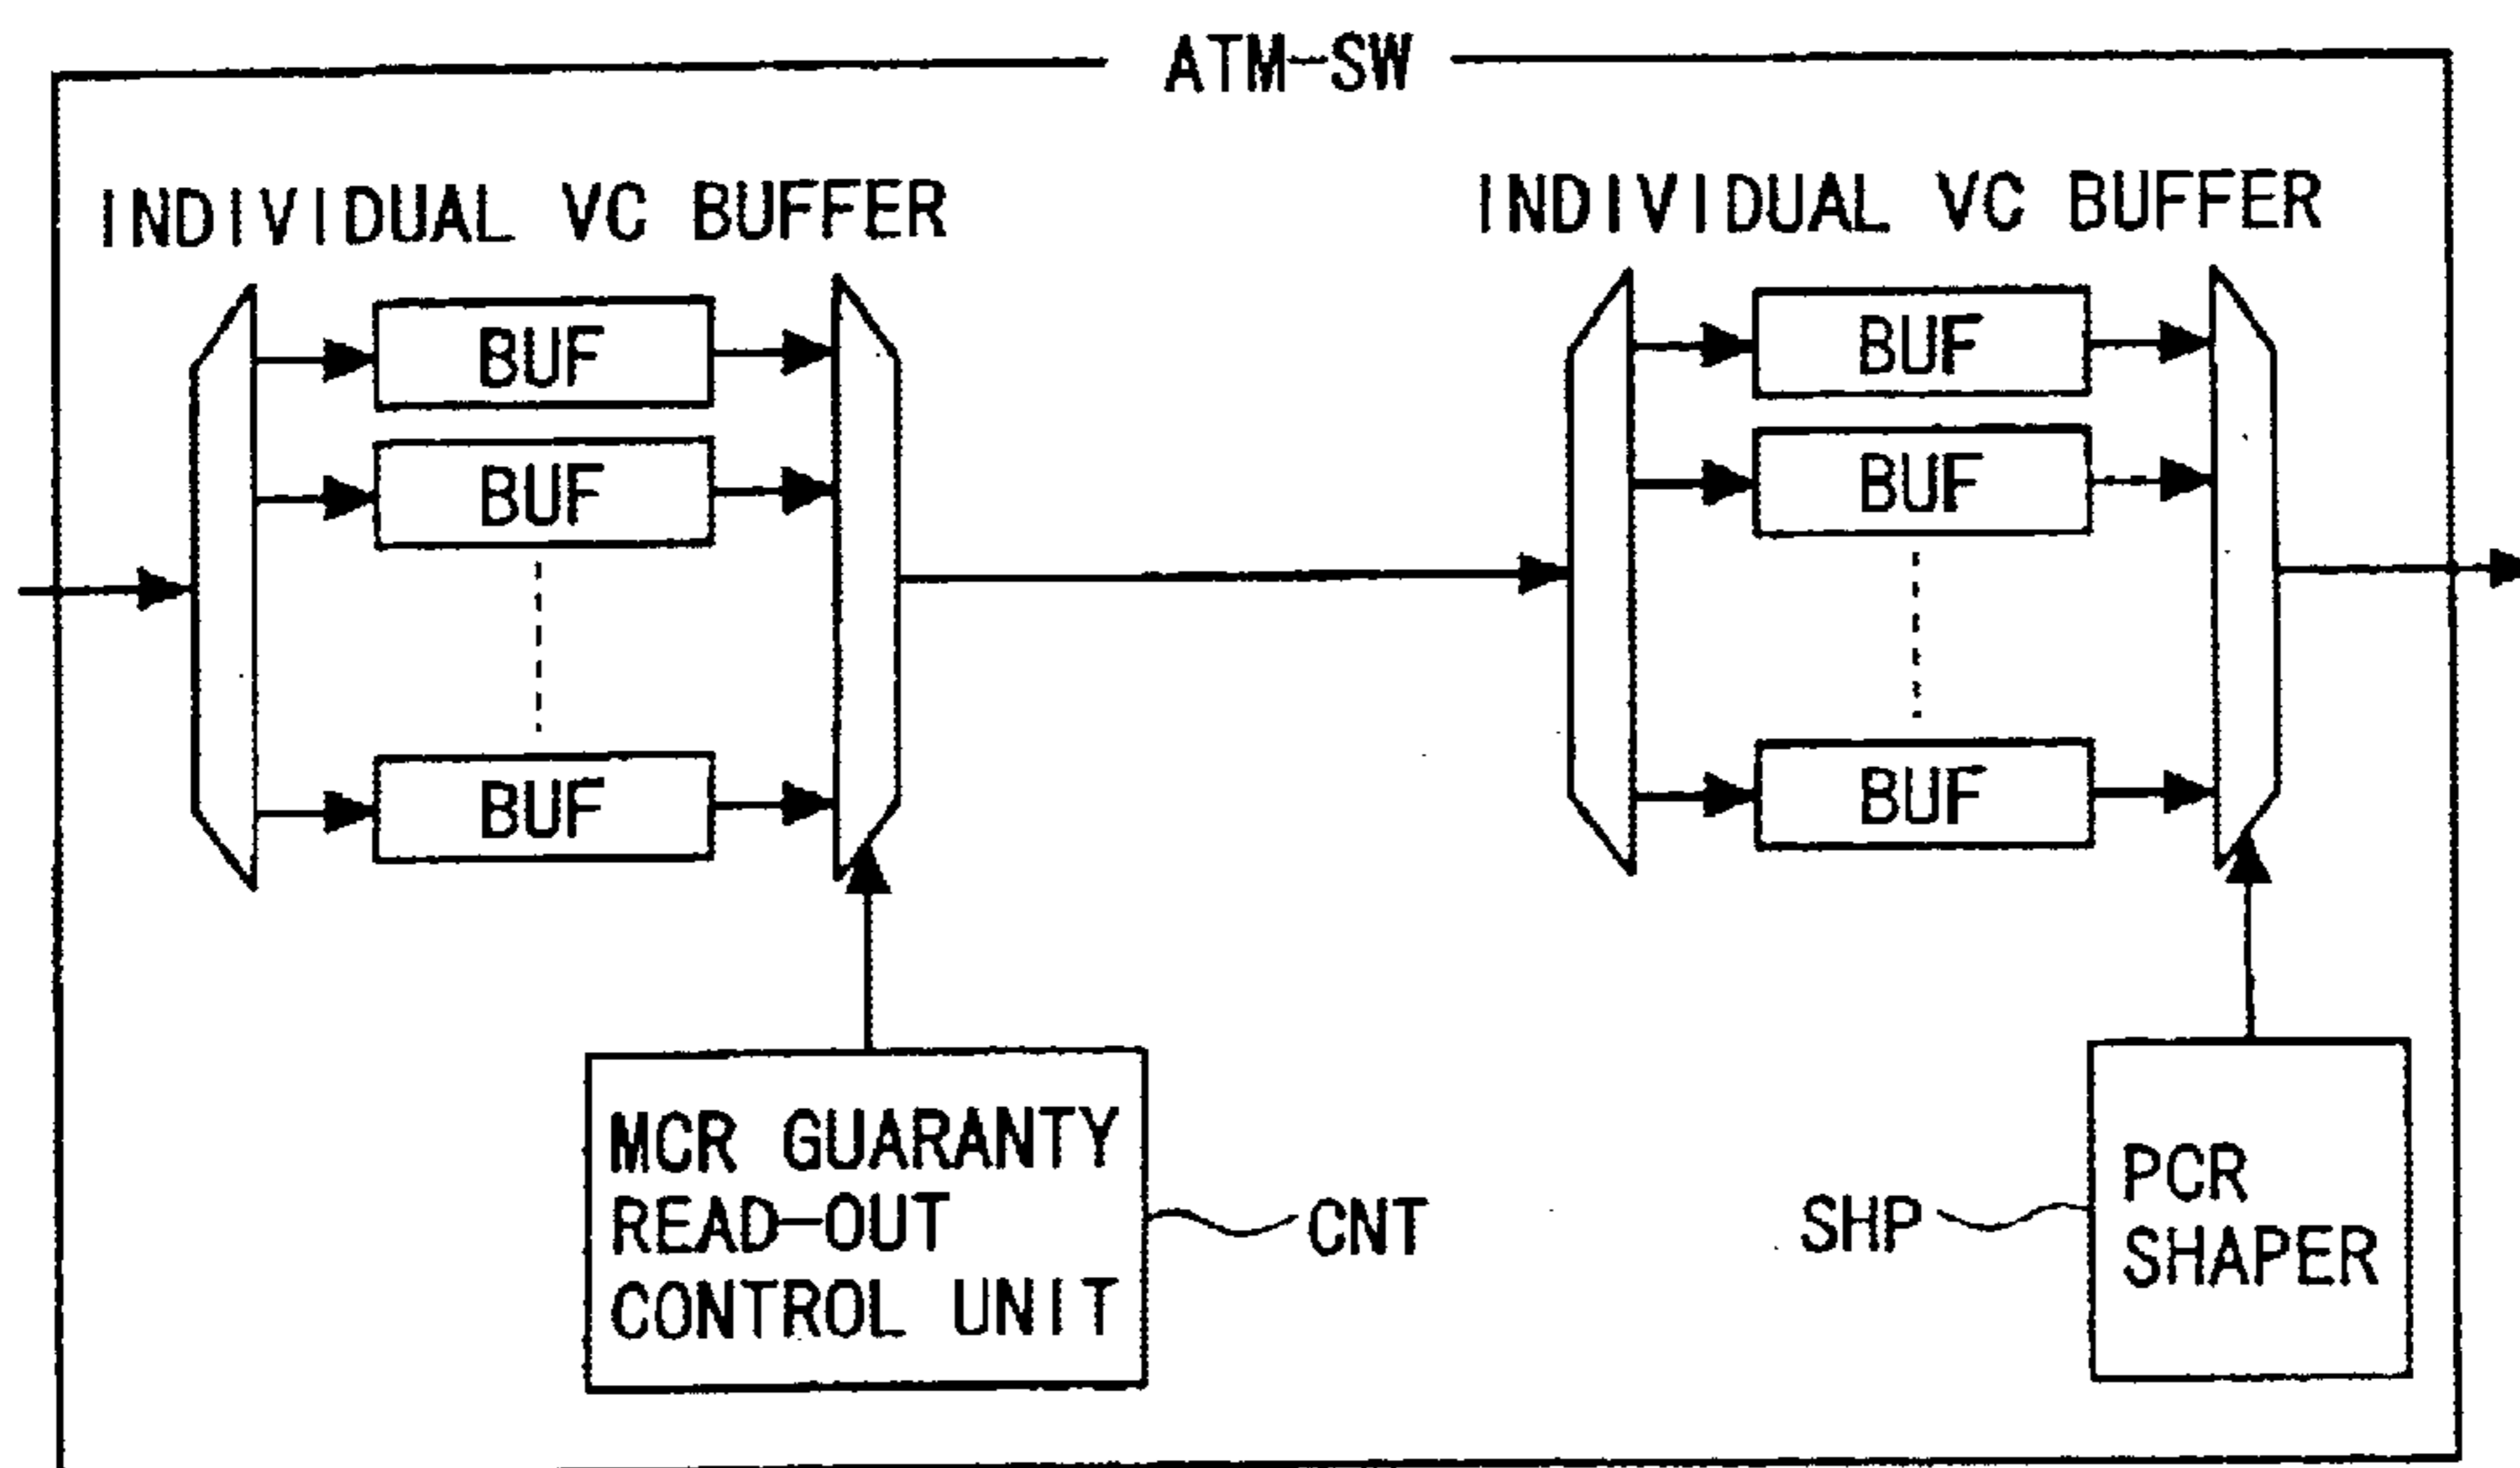 ATM-SW
INDIVIDUAL VC BUFFER
INDIVIDUAL VC BUFFER
BUF
BUF
BUF
BUF
BUF
BUF
MCR GUARANTY
READ-OUT
CONTROL UNIT
CNT
SHP
PCR
SHAPER